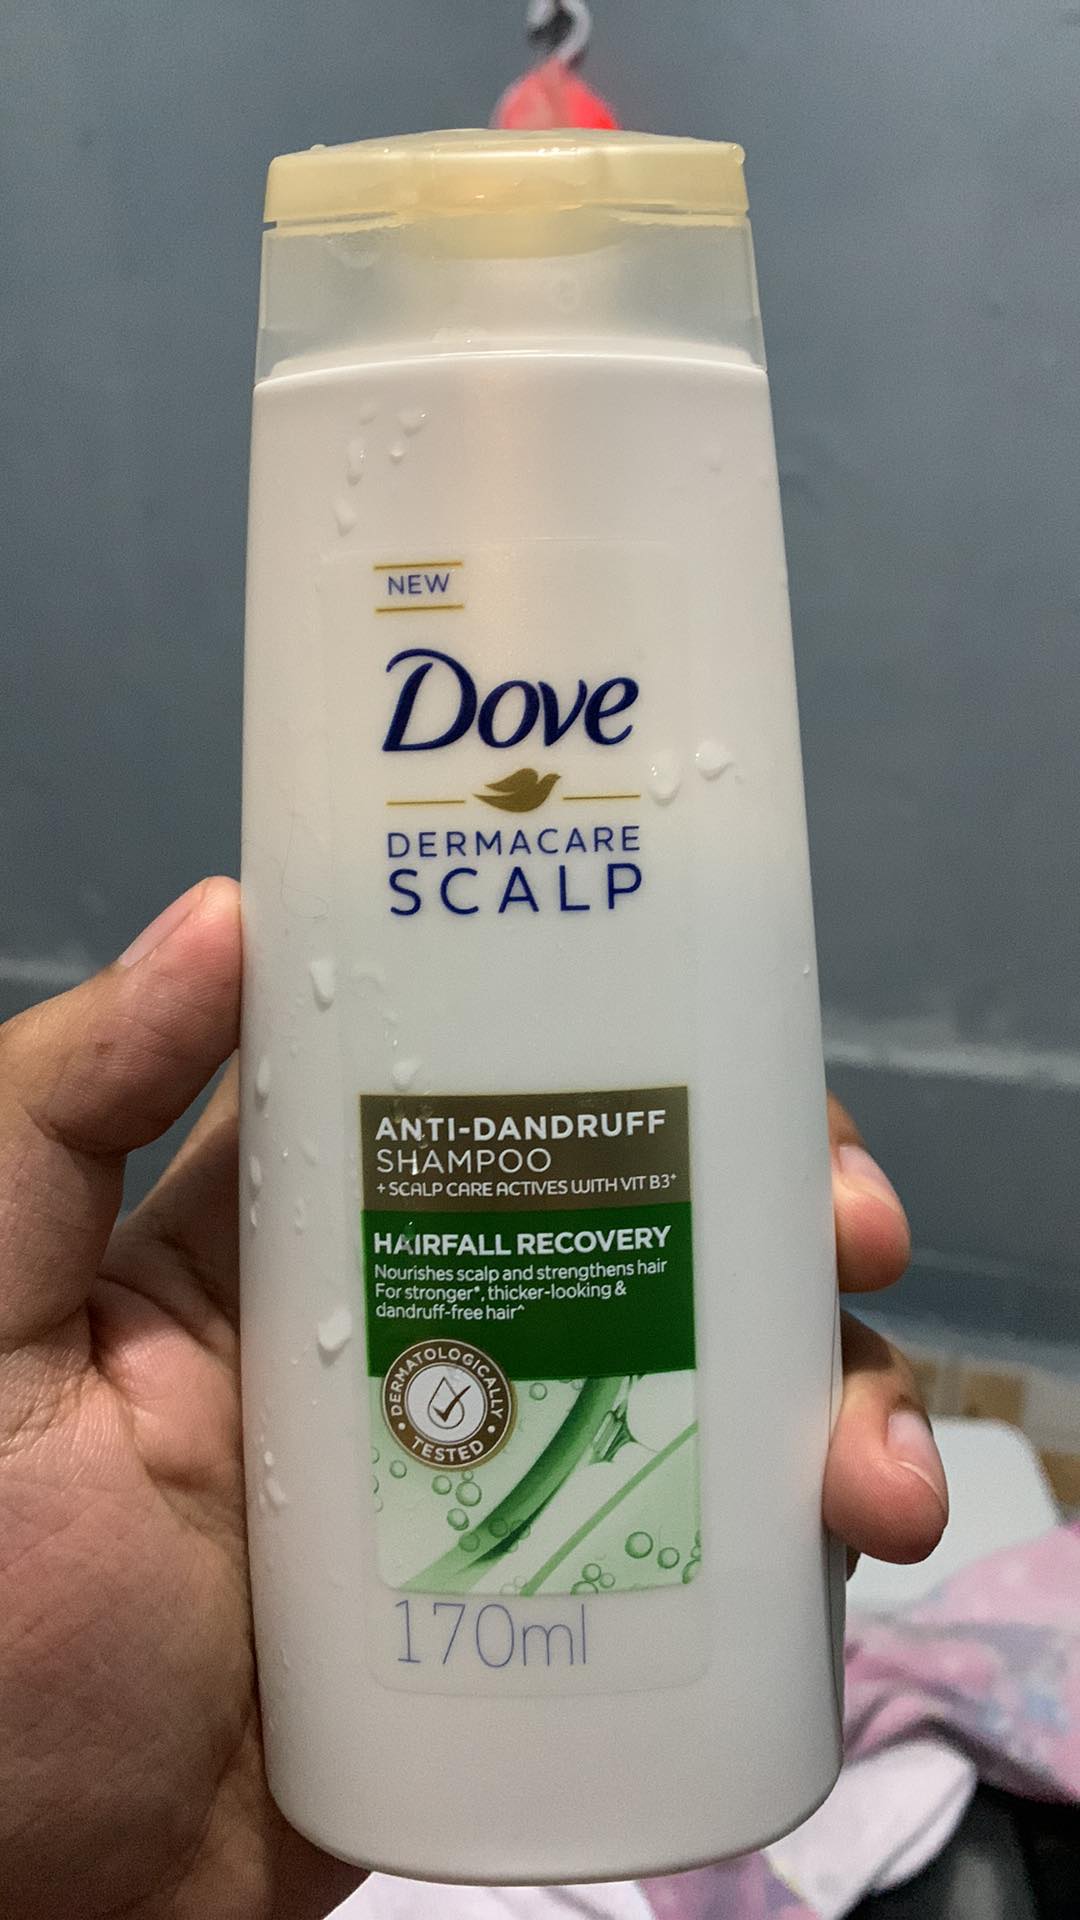 NEW
Dove
DERMACARE
SCALP
ANTI-DANDRUFF
SHAMPOO
+ SCALP CARE ACTIVES WITH VIT B3⁺
HAIRFALL RECOVERY
Nourishes scalp and strengthens hair
For stronger*, thicker-looking &
dandruff-free hair^
DERMATOLOGICALLY
TESTED
170ml